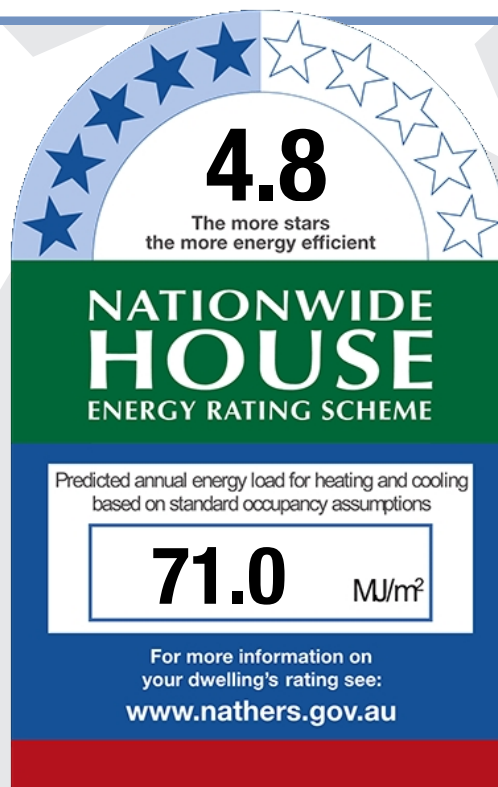 4.8
The more stars
the more energy efficient
NATIONWIDE
HOUSE
ENERGY RATING SCHEME
Predicted annual energy load for heating and cooling
based on standard occupancy assumptions
71.0 MJ/m²
For more information on
your dwelling's rating see:
www.nathers.gov.au